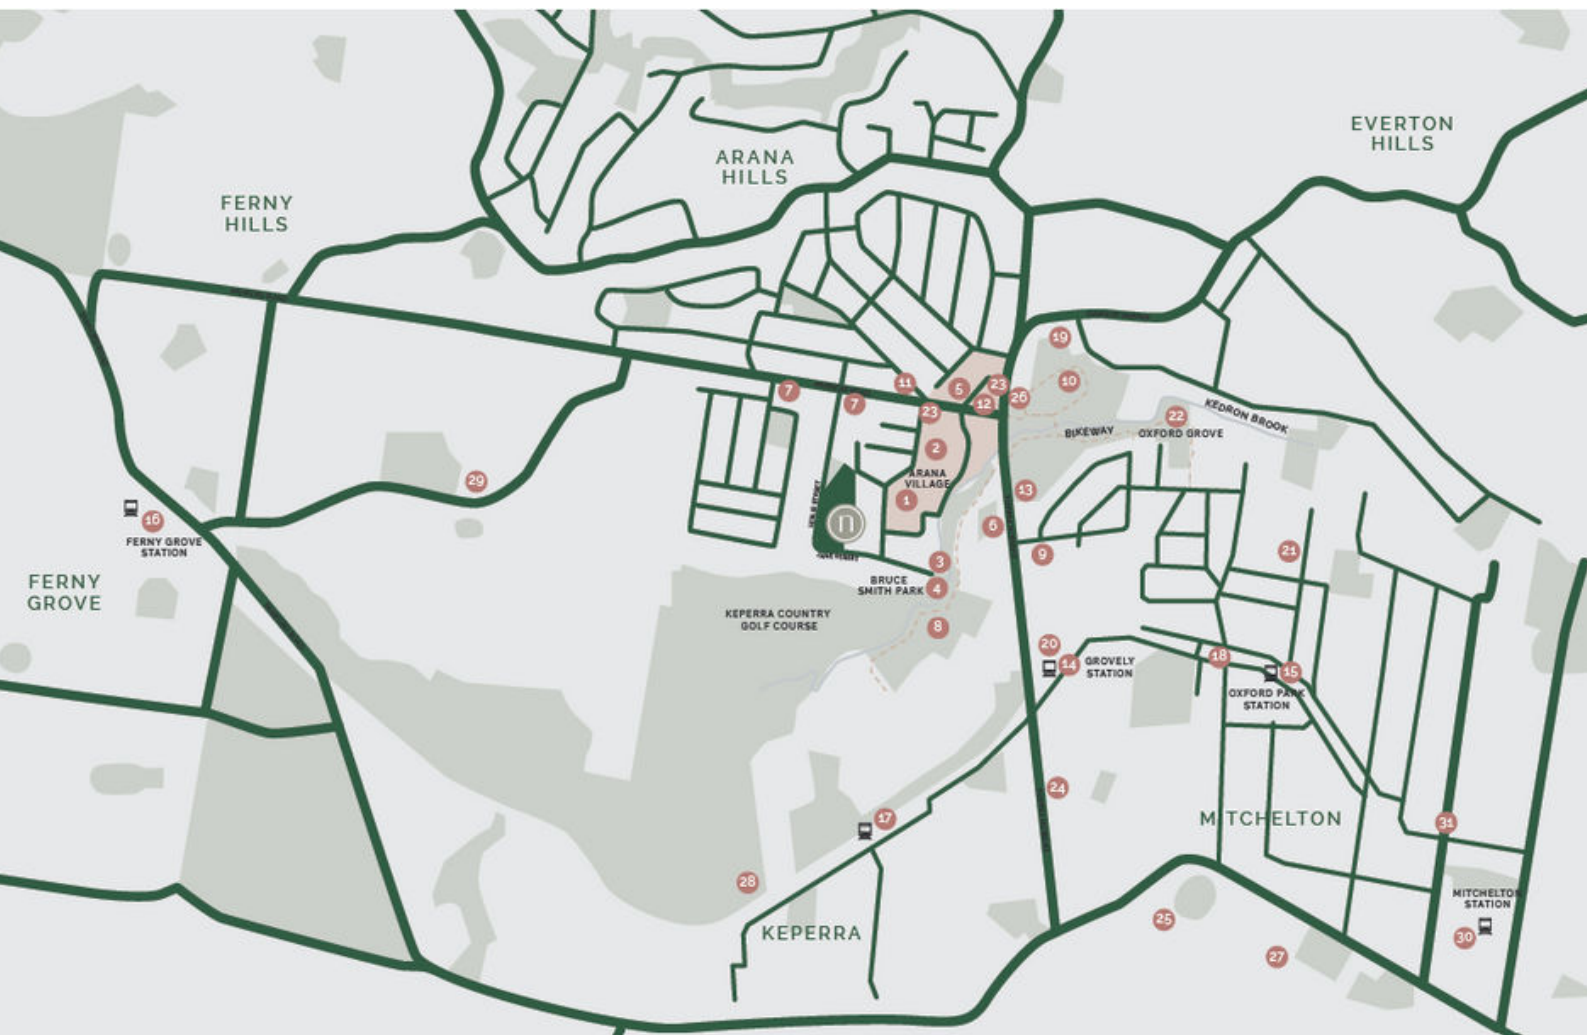 EVERTON
HILLS
ARANA
HILLS
FERNY
HILLS
19
10
11
5
23
7
7
23
12
26
22
KEDRON BROOK
BIKEWAY
OXFORD GROVE
2
ARANA
VILLAGE
29
1
13
16
n
6
FERNY GROVE
STATION
9
21
3
BRUCE
SMITH PARK
4
FERNY
GROVE
KEPERRA COUNTRY
GOLF COURSE
8
20
14
GROVELY
STATION
18
15
OXFORD PARK
STATION
24
17
MITCHELTON
31
28
MITCHELTON
STATION
25
KEPERRA
30
27